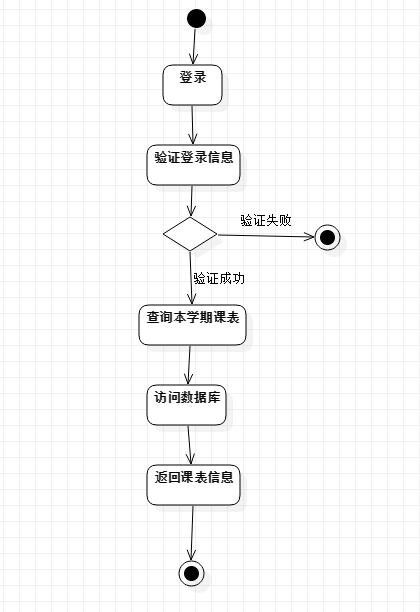 登录
验证登录信息
验证失败
验证成功
查询本学期课表
访问数据库
返回课表信息